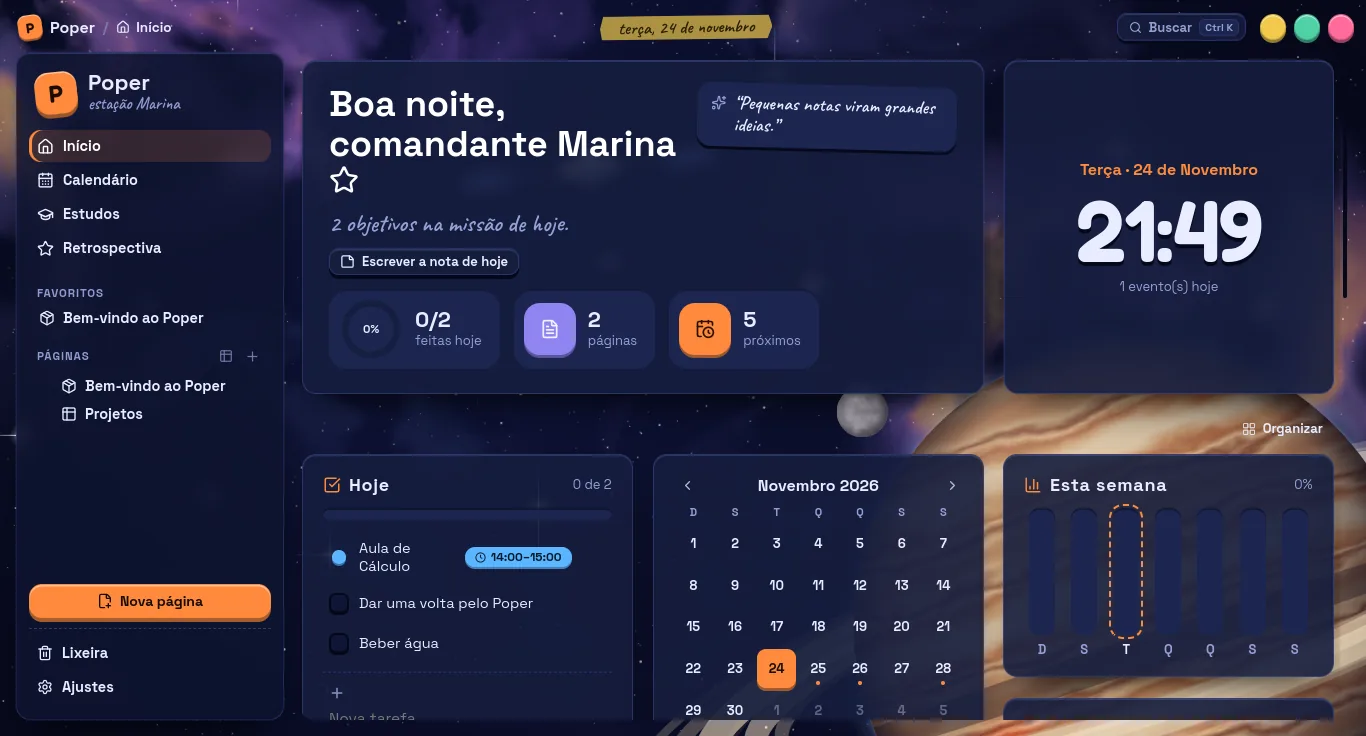 P Poper / Início
terça, 24 de novembro
Buscar Ctrl K
P Poper
estação Marina
Início
Calendário
Estudos
Retrospectiva
FAVORITOS
Bem-vindo ao Poper
PÁGINAS
Bem-vindo ao Poper
Projetos
Nova página
Lixeira
Ajustes
Boa noite,
comandante Marina
“Pequenas notas viram grandes
ideias.”
2 objetivos na missão de hoje.
Escrever a nota de hoje
0%
0/2
feitas hoje
2
páginas
5
próximos
Terça · 24 de Novembro
21:49
1 evento(s) hoje
Organizar
Hoje 0 de 2
Aula de
Cálculo
14:00–15:00
Dar uma volta pelo Poper
Beber água
Nova tarefa
Novembro 2026
D S T Q Q S S
1 2 3 4 5 6 7
8 9 10 11 12 13 14
15 16 17 18 19 20 21
22 23 24 25 26 27 28
29 30 1 2 3 4 5
Esta semana 0%
D S T Q Q S S